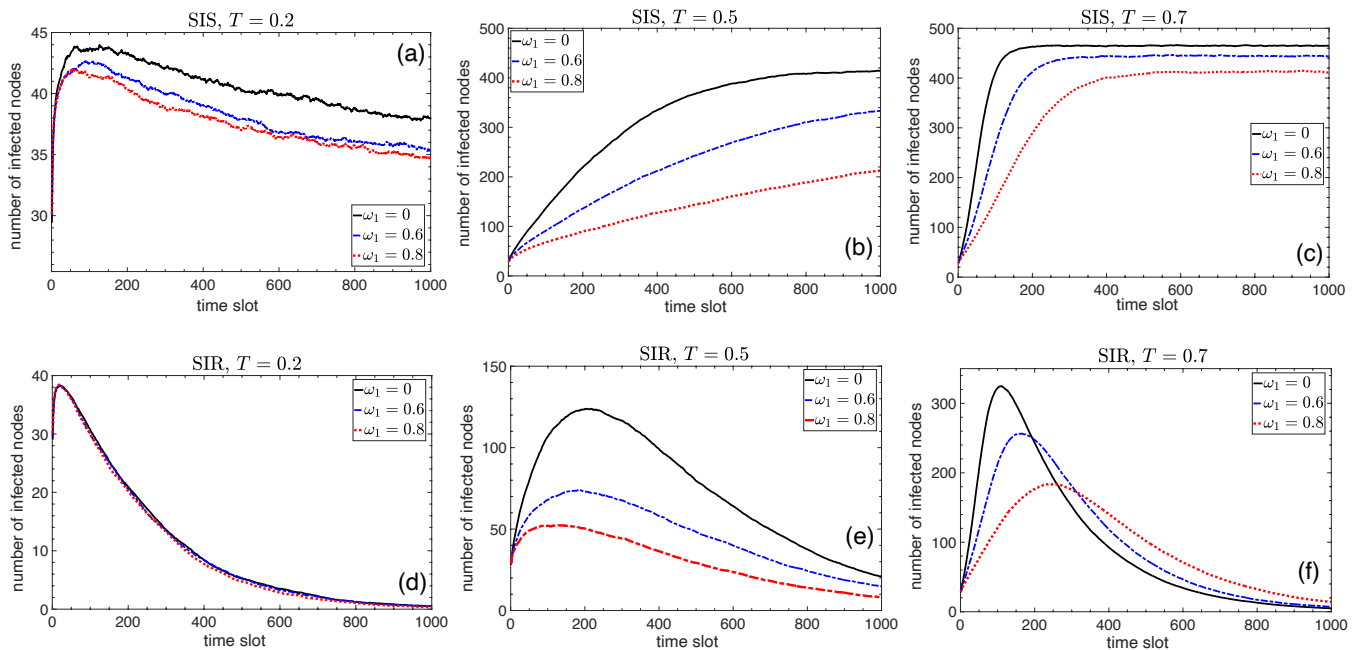 SIS, T = 0.2
45
40
35
30
0
200
400
600
800
1000
time slot
number of infected nodes
(a)
ω₁ = 0
ω₁ = 0.6
ω₁ = 0.8
SIS, T = 0.5
500
400
300
200
100
0
0
200
400
600
800
1000
time slot
number of infected nodes
ω₁ = 0
ω₁ = 0.6
ω₁ = 0.8
(b)
SIS, T = 0.7
500
400
300
200
100
0
0
200
400
600
800
1000
time slot
number of infected nodes
ω₁ = 0
ω₁ = 0.6
ω₁ = 0.8
(c)
SIR, T = 0.2
40
30
20
10
0
0
200
400
600
800
1000
time slot
number of infected nodes
ω₁ = 0
ω₁ = 0.6
ω₁ = 0.8
(d)
SIR, T = 0.5
150
100
50
0
0
200
400
600
800
1000
time slot
number of infected nodes
ω₁ = 0
ω₁ = 0.6
ω₁ = 0.8
(e)
SIR, T = 0.7
300
200
100
0
0
200
400
600
800
1000
time slot
number of infected nodes
ω₁ = 0
ω₁ = 0.6
ω₁ = 0.8
(f)